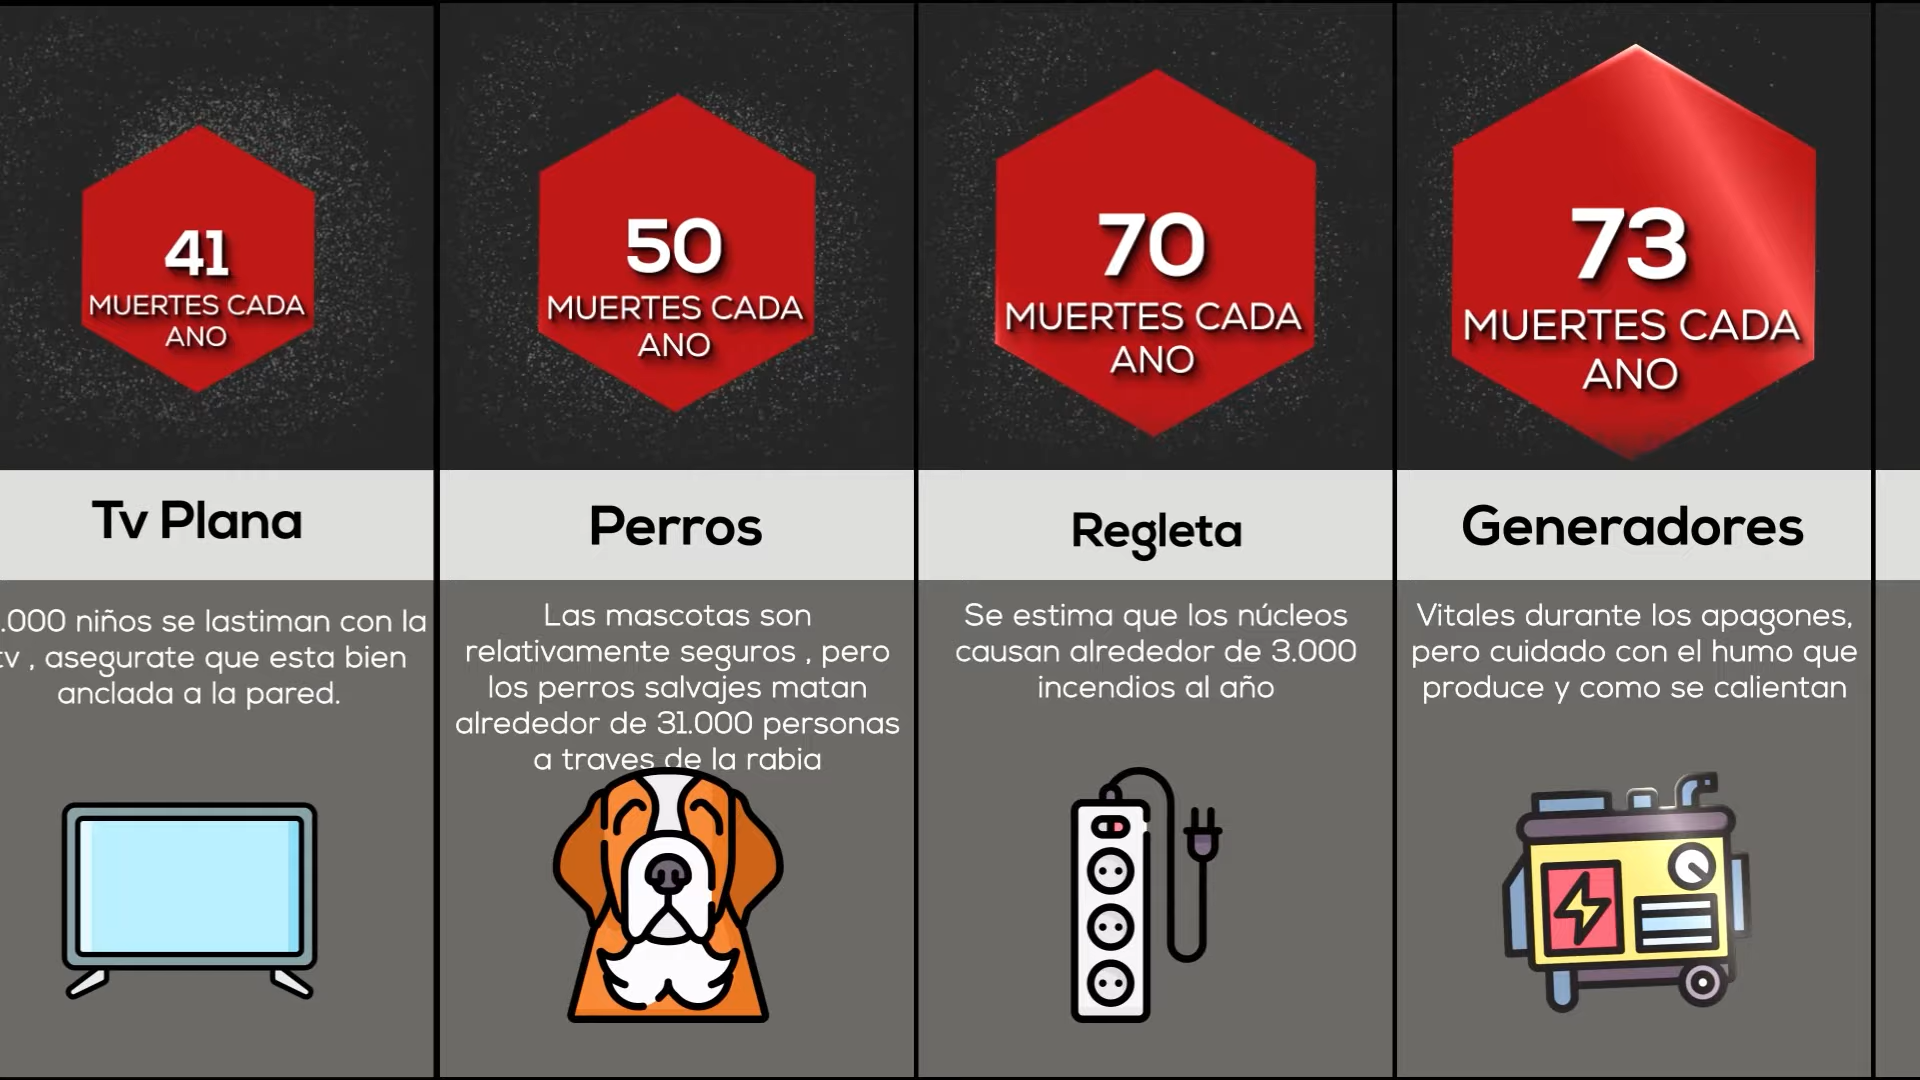 41
MUERTES CADA
ANO
Tv Plana
.000 niños se lastiman con la
tv , asegurate que esta bien
anclada a la pared.
50
MUERTES CADA
ANO
Perros
Las mascotas son
relativamente seguros , pero
los perros salvajes matan
alrededor de 31.000 personas
a traves de la rabia
70
MUERTES CADA
ANO
Regleta
Se estima que los núcleos
causan alrededor de 3.000
incendios al año
73
MUERTES CADA
ANO
Generadores
Vitales durante los apagones,
pero cuidado con el humo que
produce y como se calientan